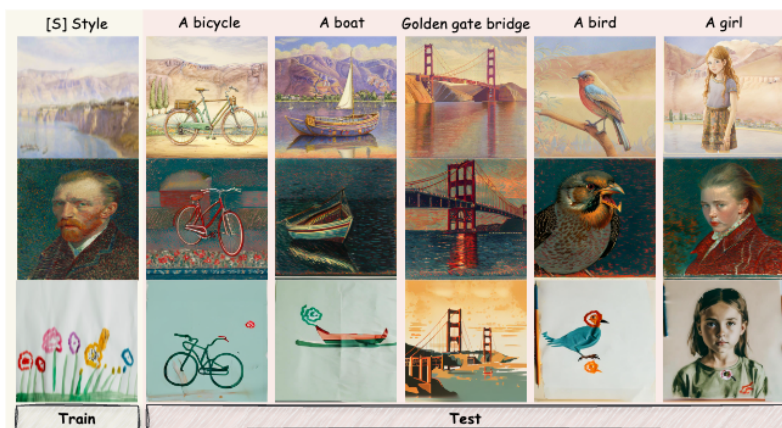 [S] Style
A bicycle
A boat
Golden gate bridge
A bird
A girl
Train
Test